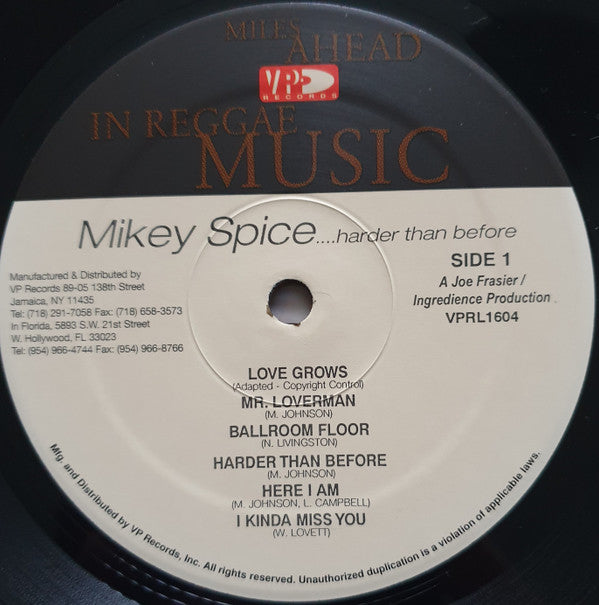 MILES
AHEAD
VP
RECORDS
IN REGGAE
MUSIC
Mikey Spice....harder than before
SIDE 1
A Joe Frasier /
Ingredience Production
VPRL1604
Manufactured & Distributed by
VP Records 89-05 138th Street
Jamaica, NY 11435
Tel: (718) 291-7058 Fax: (718) 658-3573
In Florida, 5893 S.W. 21st Street
W. Hollywood, FL 33023
Tel: (954) 966-4744 Fax: (954) 966-8766
LOVE GROWS
(Adapted - Copyright Control)
MR. LOVERMAN
(M. JOHNSON)
BALLROOM FLOOR
(N. LIVINGSTON)
HARDER THAN BEFORE
(M. JOHNSON)
HERE I AM
(M. JOHNSON, L. CAMPBELL)
I KINDA MISS YOU
(W. LOVETT)
Mfg. and Distributed by VP Records, Inc. All rights reserved. Unauthorized duplication is a violation of applicable laws.